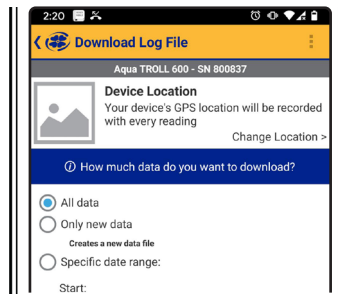 2:20
Download Log File
Aqua TROLL 600 - SN 800837
Device Location
Your device's GPS location will be recorded
with every reading
Change Location >
How much data do you want to download?
All data
Only new data
Creates a new data file
Specific date range:
Start: